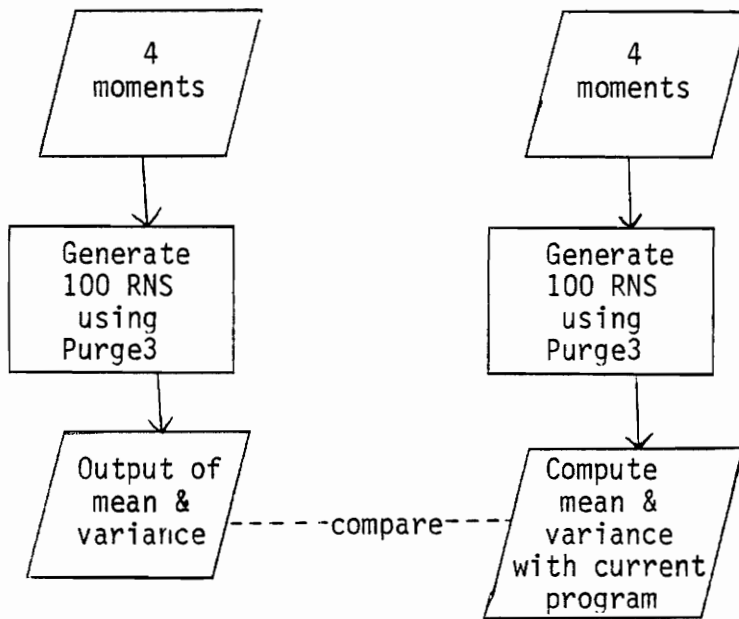 4
moments
Generate
100 RNS
using
Purge3
Output of
mean &
variance
4
moments
Generate
100 RNS
using
Purge3
Compute
mean &
variance
with current
program
compare